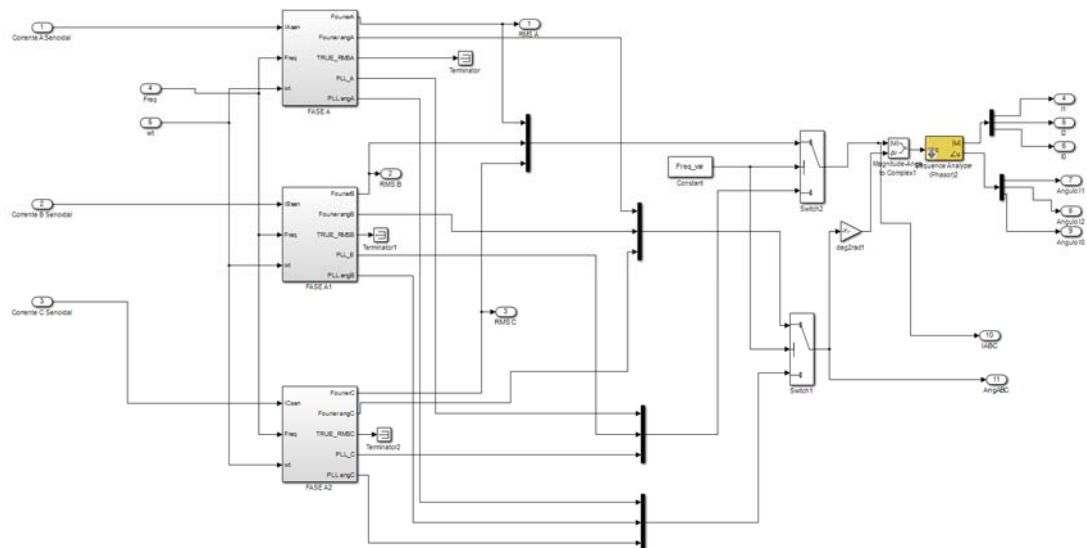 1
Corrente A Senoidal
4
Freq
5
wt
2
Corrente B Senoidal
3
Corrente C Senoidal
IAsen
Freq
wt
FourierA
FourierangA
TRUE_RMSA
PLL_A
PLLangA
FASE A
Terminator
1
RMS A
IBsen
Freq
wt
FourierB
FourierangB
TRUE_RMSB
PLL_B
PLLangB
FASE A1
2
RMS B
Terminator1
3
RMS C
ICsen
Freq
wt
FourierC
FourierangC
TRUE_RMSC
PLL_C
PLLangC
FASE A2
Terminator2
Freq_val
Constant
Switch2
Switch1
deg2rad1
|u|
∠u
Magnitude-Angle
to Complex1
|u|
∠u
Sequence Analyzer
(Phasor)2
4
I1
5
I2
6
I0
7
Angulo I1
8
Angulo I2
9
Angulo I0
10
IABC
11
AngABC